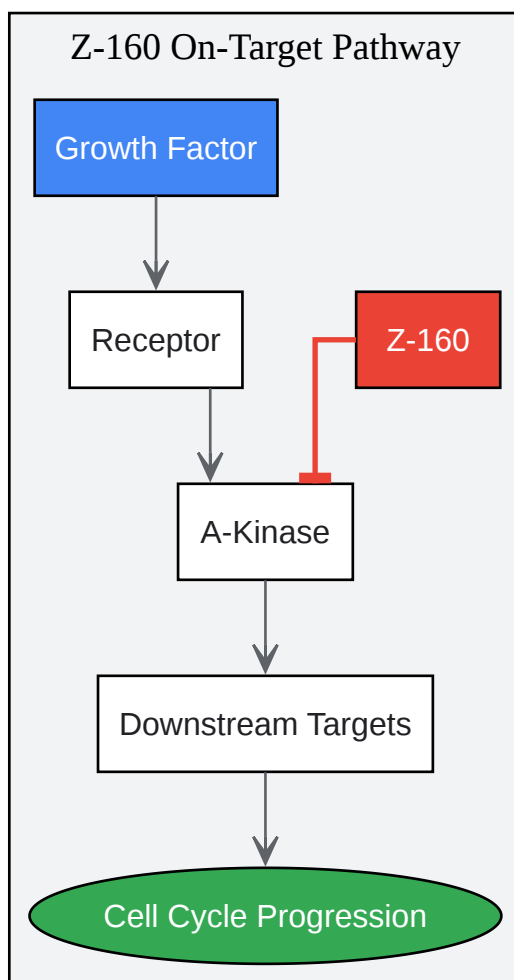 Z-160 On-Target Pathway
Growth Factor
Receptor
Z-160
A-Kinase
Downstream Targets
Cell Cycle Progression